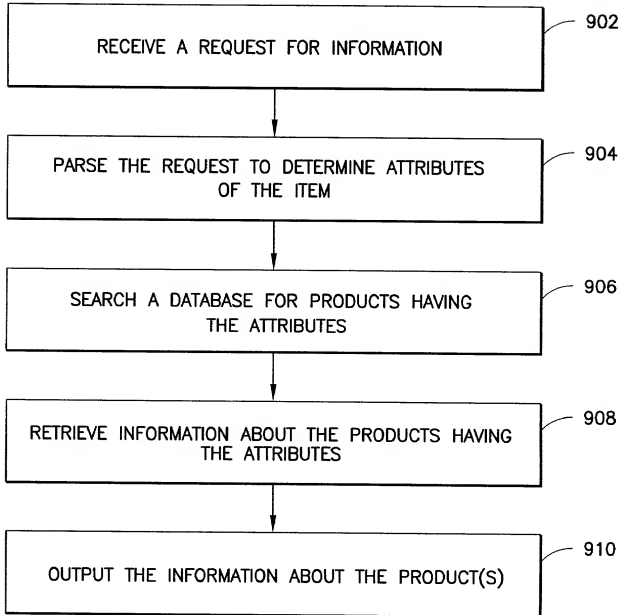 902
RECEIVE A REQUEST FOR INFORMATION
904
PARSE THE REQUEST TO DETERMINE ATTRIBUTES
OF THE ITEM
906
SEARCH A DATABASE FOR PRODUCTS HAVING
THE ATTRIBUTES
908
RETRIEVE INFORMATION ABOUT THE PRODUCTS HAVING
THE ATTRIBUTES
910
OUTPUT THE INFORMATION ABOUT THE PRODUCT(S)